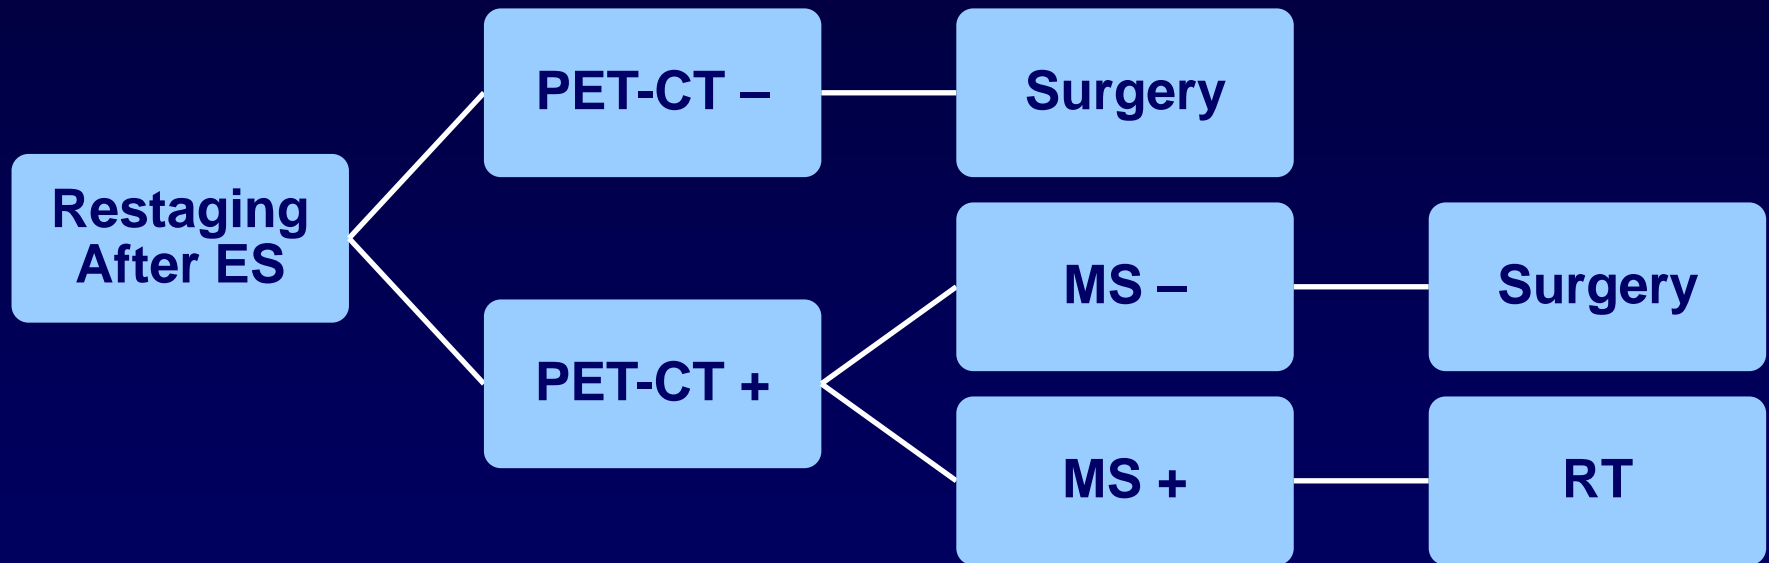 Restaging
After ES
PET-CT –
Surgery
PET-CT +
MS –
Surgery
MS +
RT